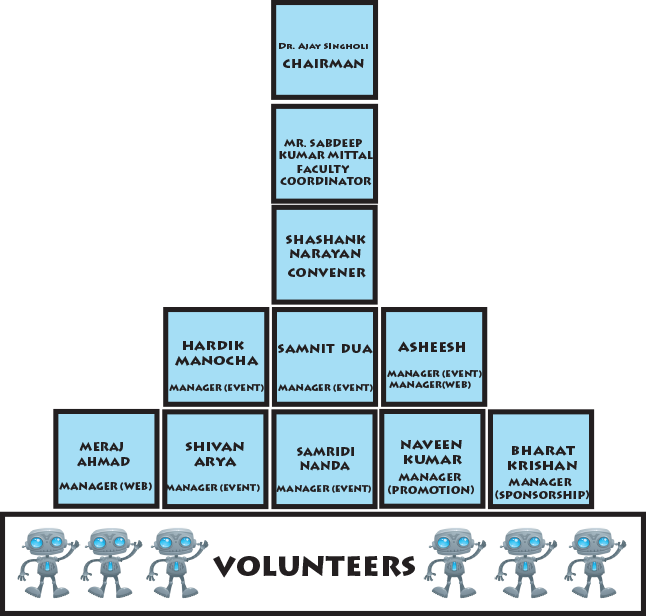 Dr. Ajay Singholi
CHAIRMAN
MR. SABDEEP
KUMAR MITTAL
FACULTY
COORDINATOR
SHASHANK
NARAYAN
CONVENER
HARDIK
MANOCHA
MANAGER (EVENT)
SAMNIT DUA
MANAGER (EVENT)
ASHEESH
MANAGER (EVENT)
MANAGER(WEB)
MERAJ
AHMAD
MANAGER (WEB)
SHIVAN
ARYA
MANAGER (EVENT)
SAMRIDI
NANDA
MANAGER (EVENT)
NAVEEN
KUMAR
MANAGER
(PROMOTION)
BHARAT
KRISHAN
MANAGER
(SPONSORSHIP)
VOLUNTEERS